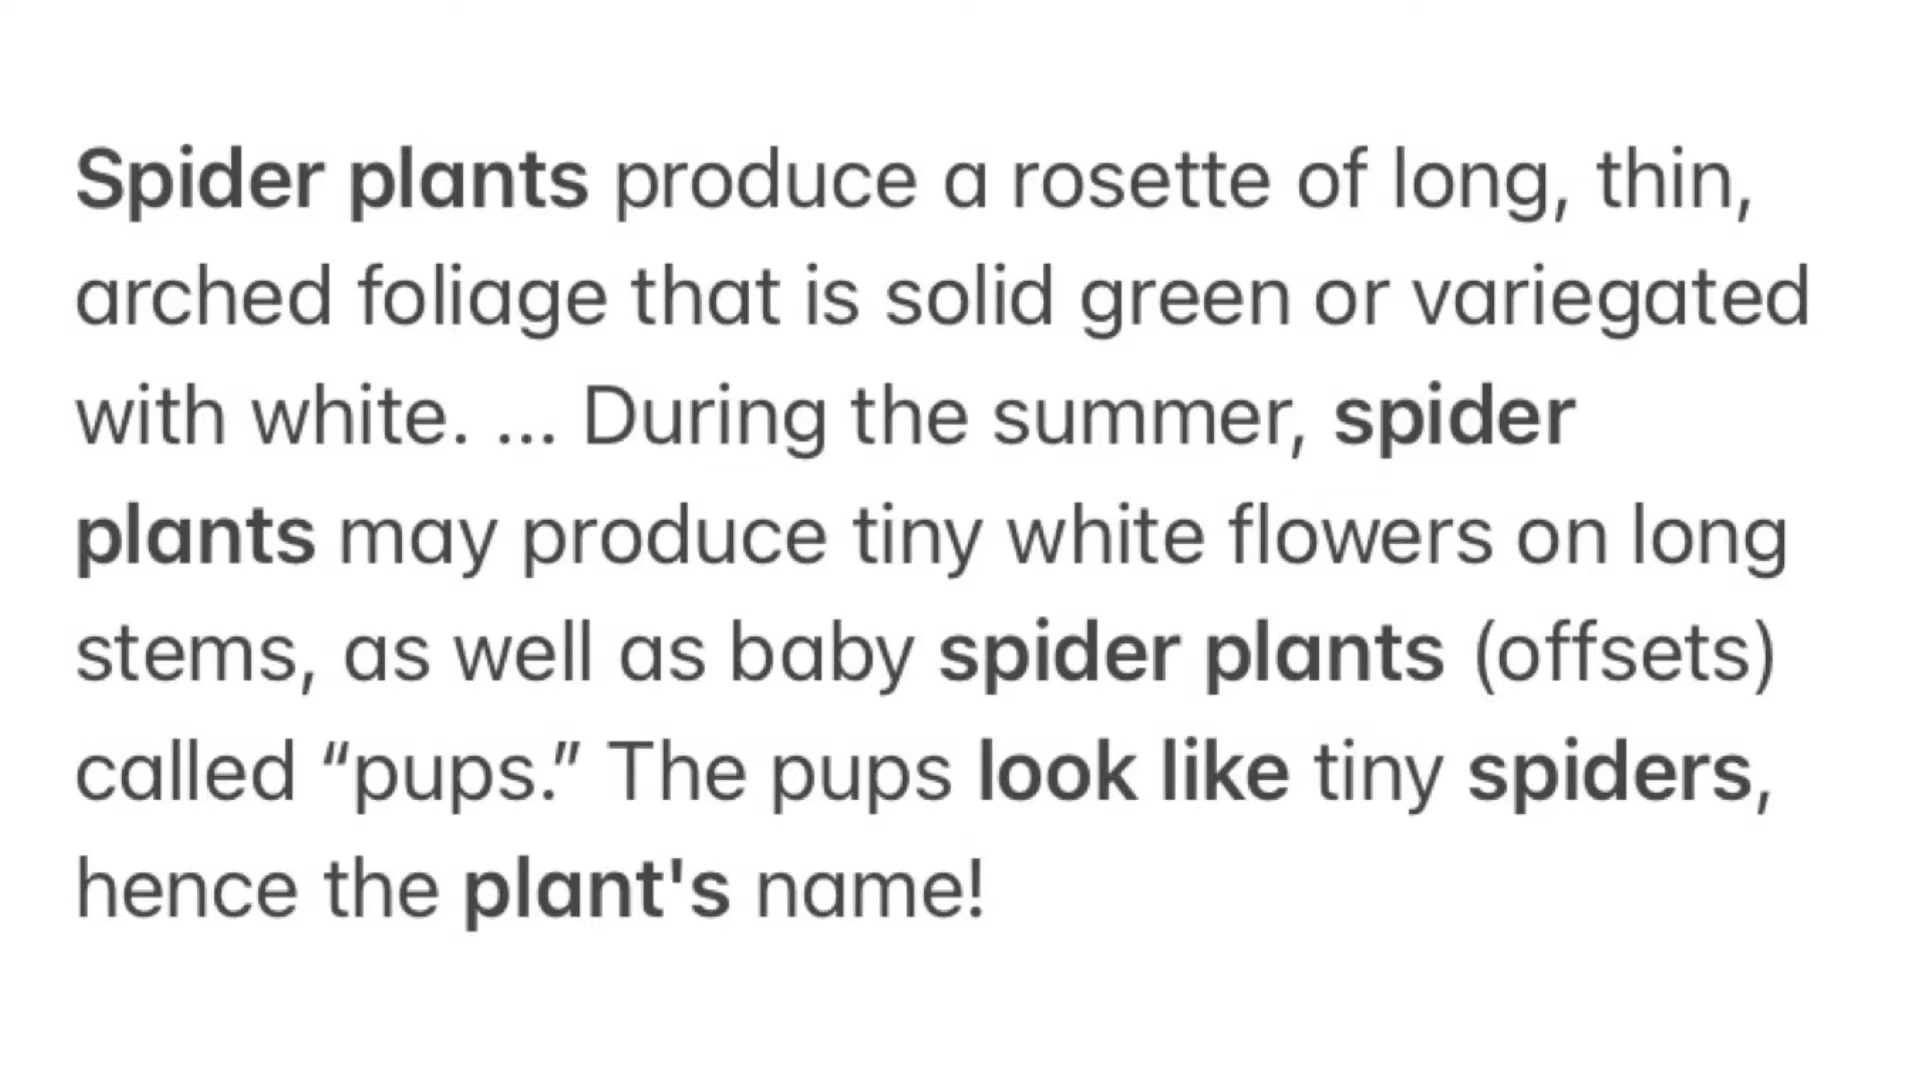 Spider plants produce a rosette of long, thin,
arched foliage that is solid green or variegated
with white. ... During the summer, spider
plants may produce tiny white flowers on long
stems, as well as baby spider plants (offsets)
called “pups.” The pups look like tiny spiders,
hence the plant's name!